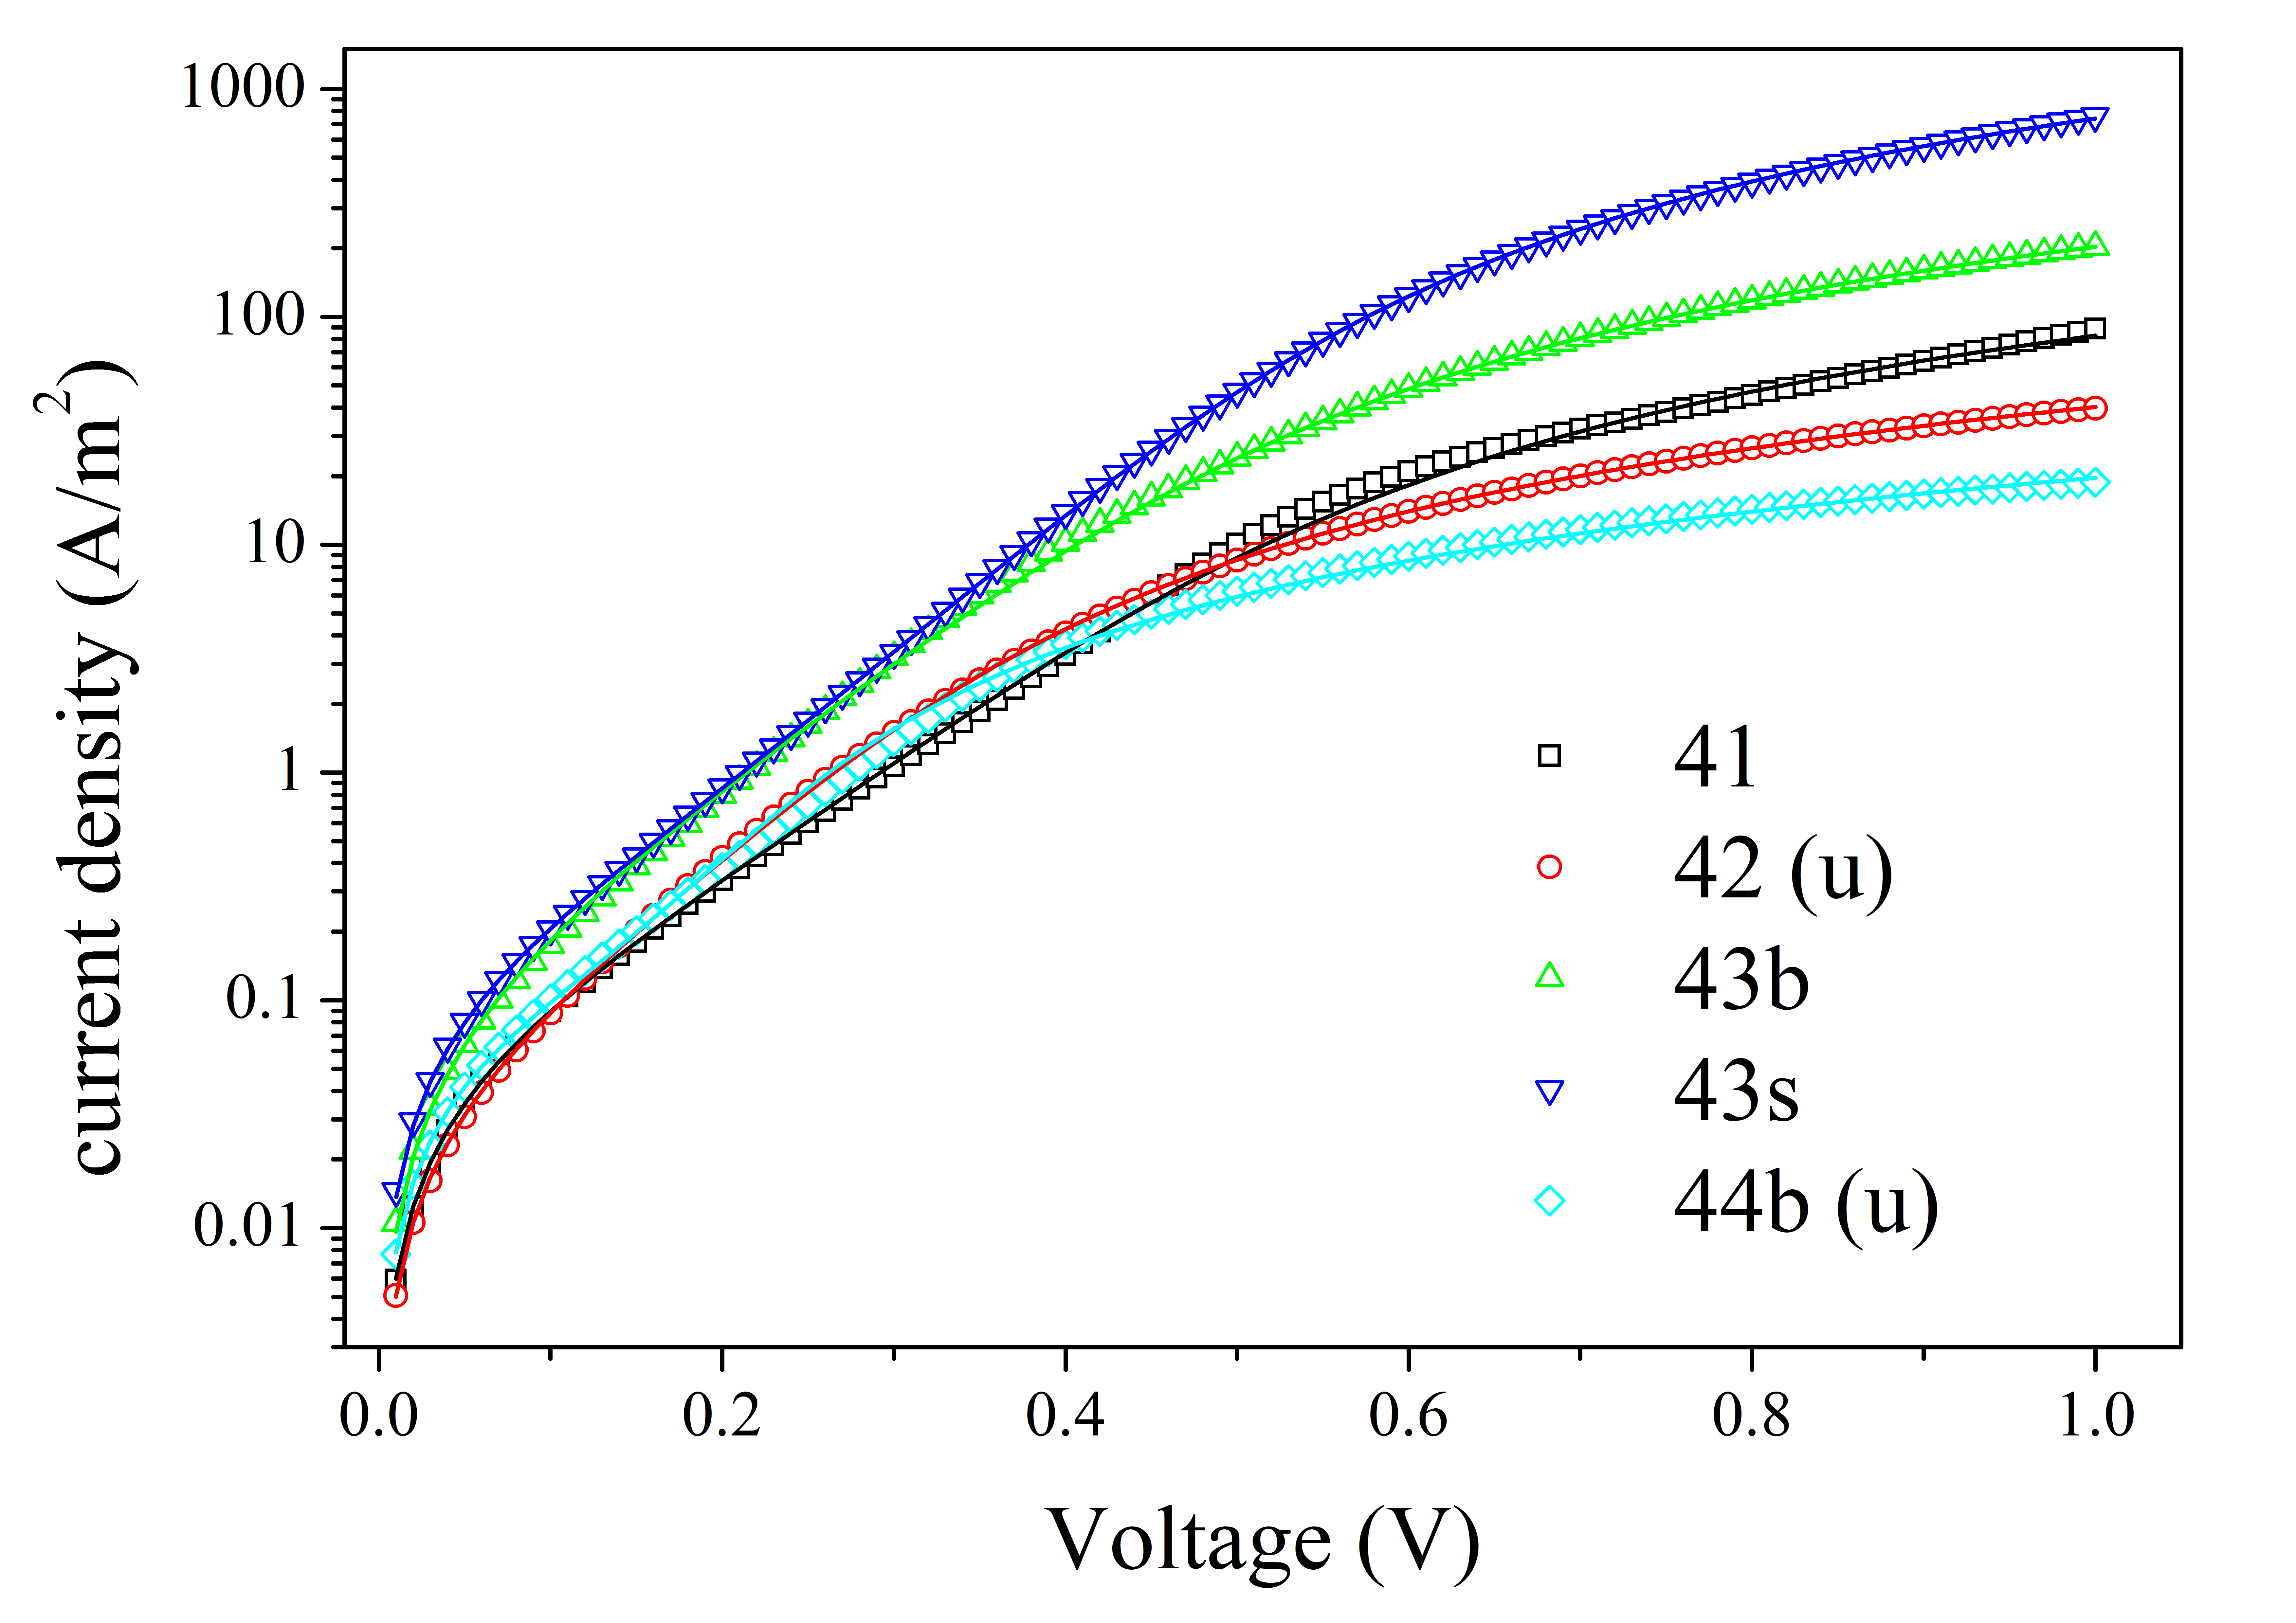 current density (A/m²)
1000
100
10
1
0.1
0.01
41
42 (u)
43b
43s
44b (u)
0.0 0.2 0.4 0.6 0.8 1.0
Voltage (V)